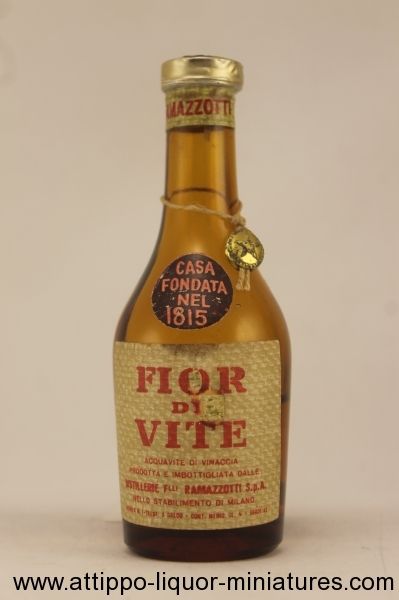 RAMAZZOTTI
CASA
FONDATA
NEL
1815
FIOR
DI
VITE
ACQUAVITE DI VINACCIA
PRODOTTA E IMBOTTIGLIATA DALLE
DISTILLERIE F.LLI RAMAZZOTTI S.p.A.
NELLO STABILIMENTO DI MILANO
www.attippo-liquor-miniatures.com